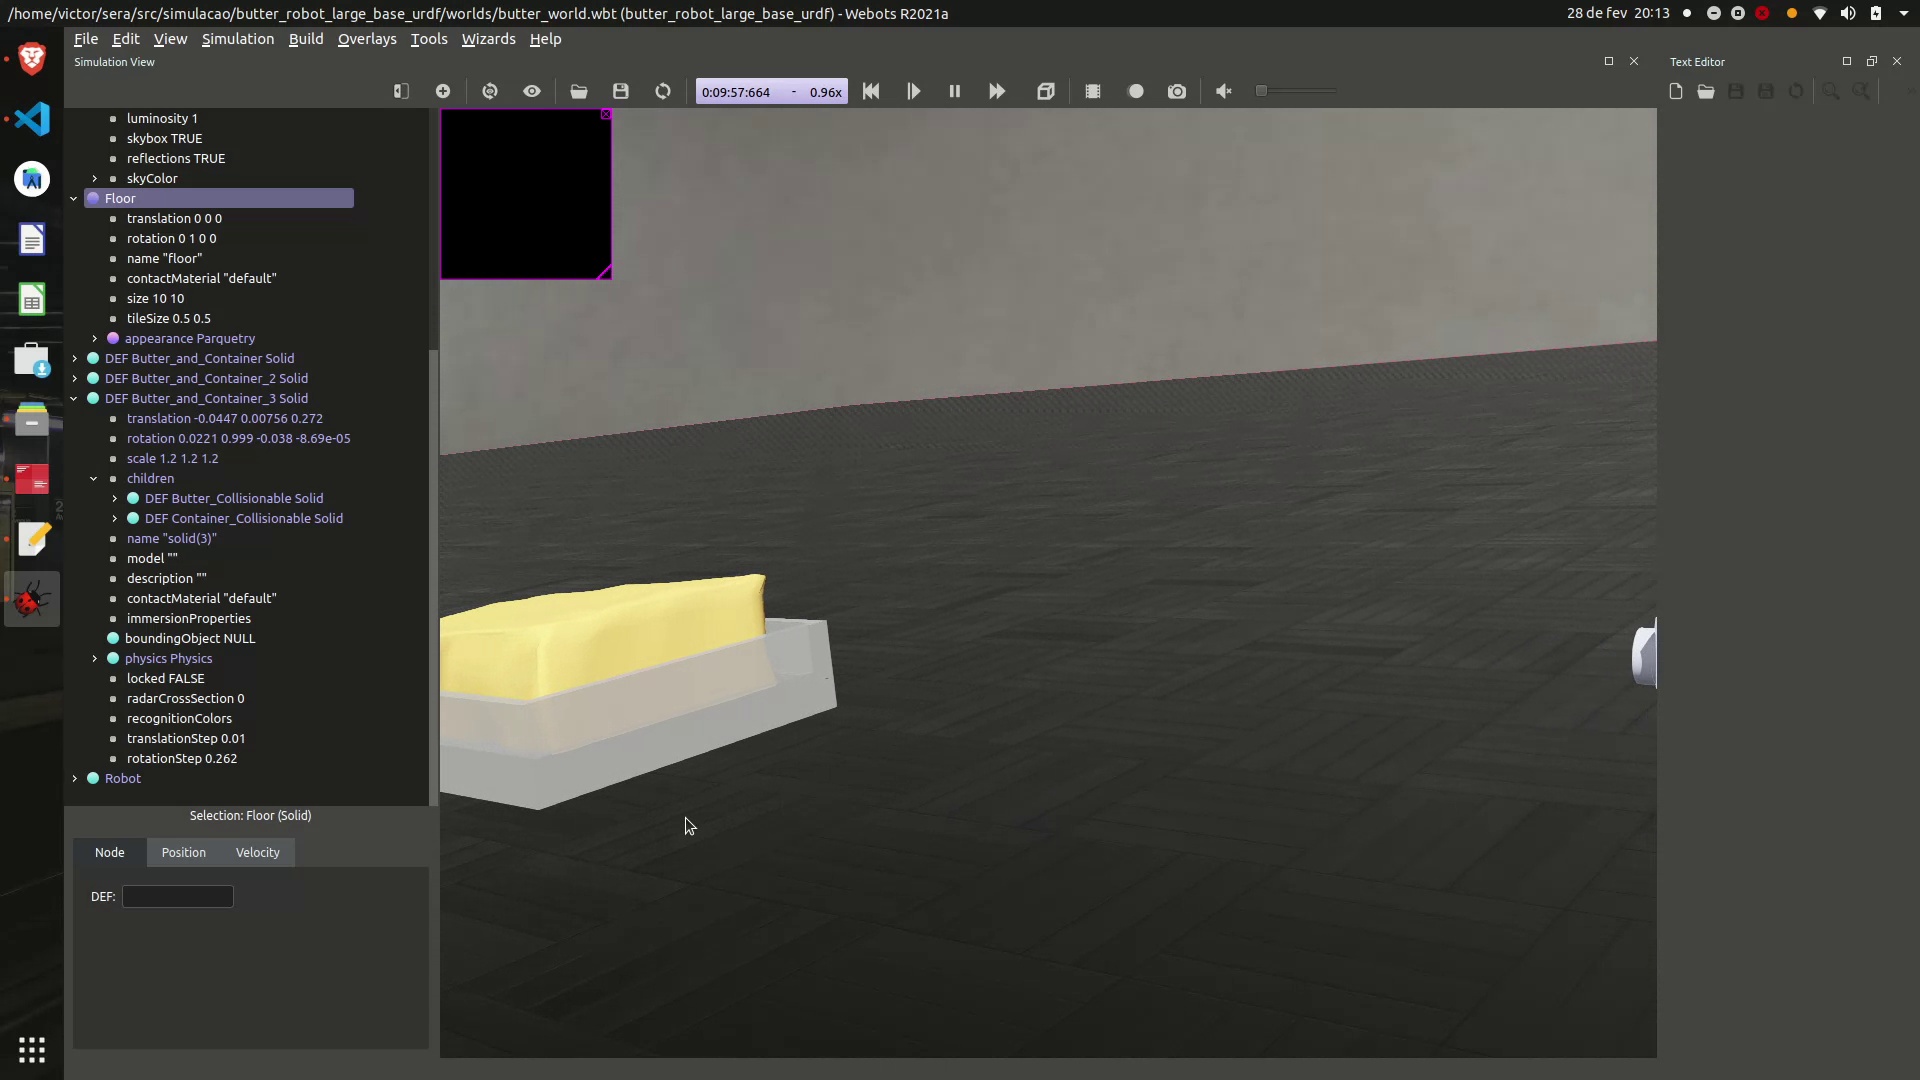 /home/victor/sera/src/simulacao/butter_robot_large_base_urdf/worlds/butter_world.wbt (butter_robot_large_base_urdf) - Webots R2021a
28 de fev 20:13
File Edit View Simulation Build Overlays Tools Wizards Help
Simulation View
Text Editor
0:09:57:664 - 0.96x
luminosity 1
skybox TRUE
reflections TRUE
skyColor
Floor
translation 0 0 0
rotation 0 1 0 0
name "floor"
contactMaterial "default"
size 10 10
tileSize 0.5 0.5
appearance Parquetry
DEF Butter_and_Container Solid
DEF Butter_and_Container_2 Solid
DEF Butter_and_Container_3 Solid
translation -0.0447 0.00756 0.272
rotation 0.0221 0.999 -0.038 -8.69e-05
scale 1.2 1.2 1.2
children
DEF Butter_Collisionable Solid
DEF Container_Collisionable Solid
name "solid(3)"
model ""
description ""
contactMaterial "default"
immersionProperties
boundingObject NULL
physics Physics
locked FALSE
radarCrossSection 0
recognitionColors
translationStep 0.01
rotationStep 0.262
Robot
Selection: Floor (Solid)
Node Position Velocity
DEF: